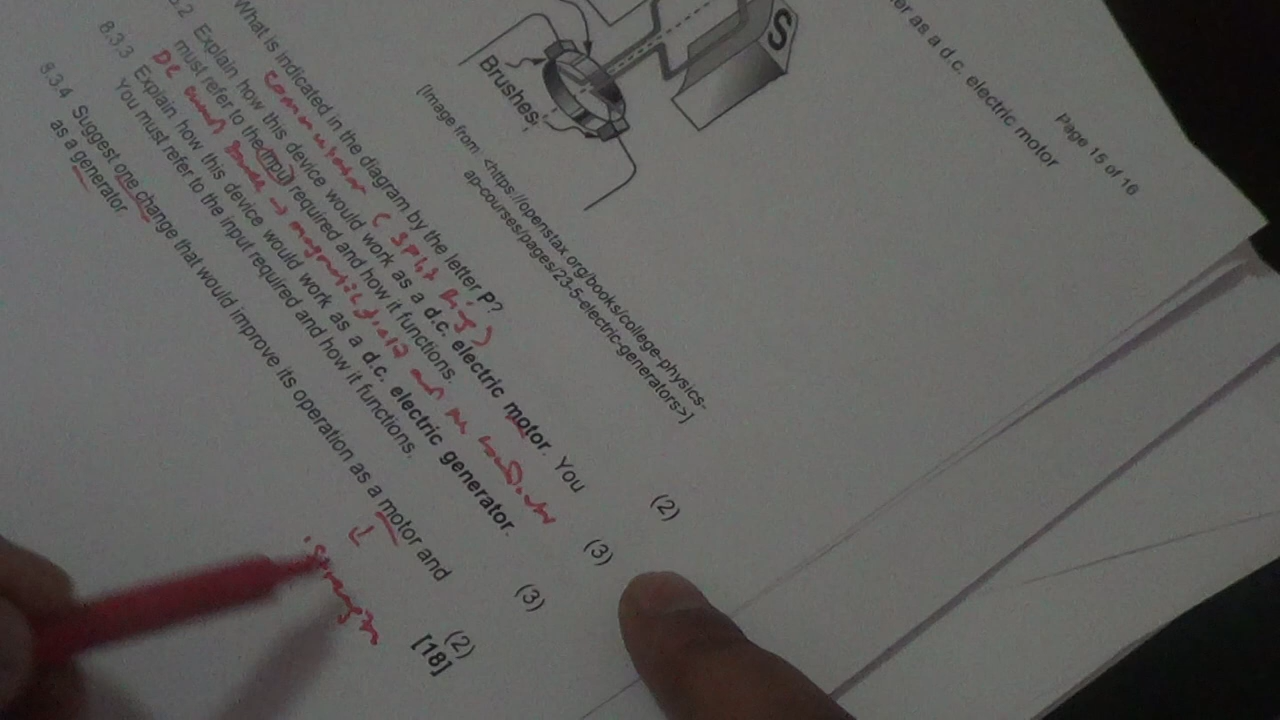 Page 15 of 16
or as a d.c. electric motor
S
Brushes
[Image from: <https://openstax.org/books/college-physics-
ap-courses/pages/23-5-electric-generators>]
What is indicated in the diagram by the letter P? (2)
Commutator (split ring)
.2 Explain how this device would work as a d.c. electric motor. You
must refer to the input required and how it functions. (3)
DC source → magnetic field
8.3.3 Explain how this device would work as a d.c. electric generator.
You must refer to the input required and how it functions. (3)
8.3.4 Suggest one change that would improve its operation as a motor and
as a generator. (2)
[18]